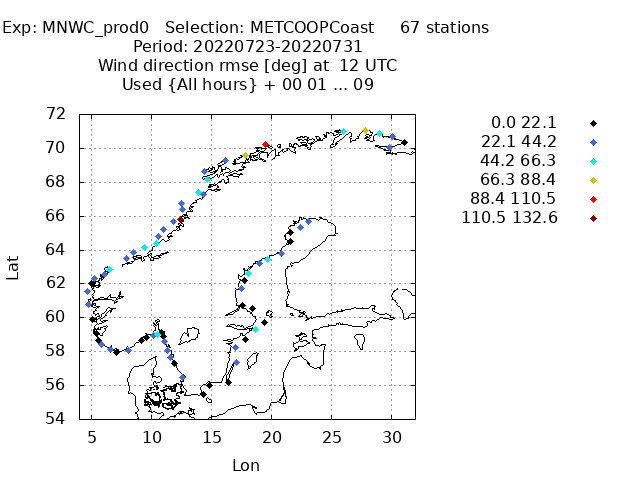 Exp: MNWC_prod0 Selection: METCOOPCoast 67 stations
Period: 20220723-20220731
Wind direction rmse [deg] at 12 UTC
Used {All hours} + 00 01 ... 09
72
70
68
66
64
62
60
58
56
54
Lat
5 10 15 20 25 30
Lon
0.0 22.1
22.1 44.2
44.2 66.3
66.3 88.4
88.4 110.5
110.5 132.6